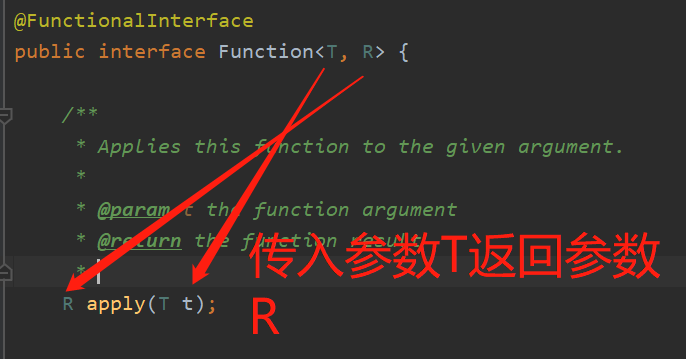 @FunctionalInterface
public interface Function<T, R> {
/**
* Applies this function to the given argument.
*
* @param t the function argument
* @return the function result
*
R apply(T t);
传入参数T返回参数
R